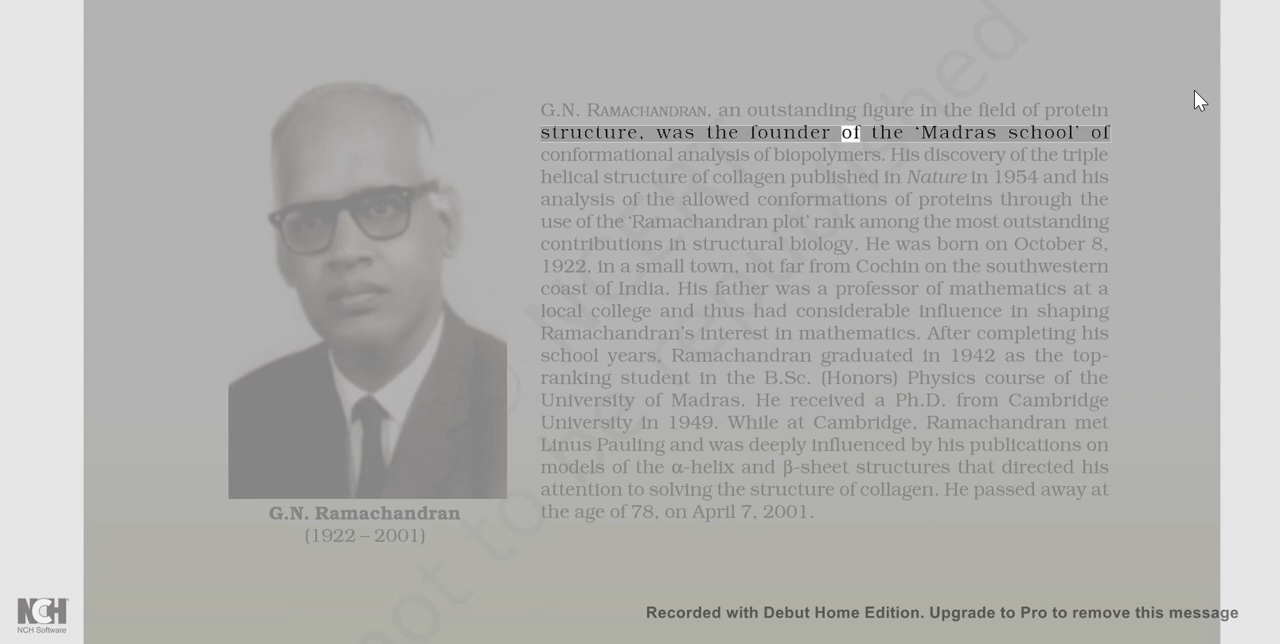 G.N. RAMACHANDRAN, an outstanding figure in the field of protein
structure, was the founder of the ‘Madras school’ of
conformational analysis of biopolymers. His discovery of the triple
helical structure of collagen published in Nature in 1954 and his
analysis of the allowed conformations of proteins through the
use of the ‘Ramachandran plot’ rank among the most outstanding
contributions in structural biology. He was born on October 8,
1922, in a small town, not far from Cochin on the southwestern
coast of India. His father was a professor of mathematics at a
local college and thus had considerable influence in shaping
Ramachandran’s interest in mathematics. After completing his
school years, Ramachandran graduated in 1942 as the top-
ranking student in the B.Sc. (Honors) Physics course of the
University of Madras. He received a Ph.D. from Cambridge
University in 1949. While at Cambridge, Ramachandran met
Linus Pauling and was deeply influenced by his publications on
models of the α-helix and β-sheet structures that directed his
attention to solving the structure of collagen. He passed away at
the age of 78, on April 7, 2001.
G.N. Ramachandran
(1922 – 2001)
© NCERT
not to be republished
NCH
NCH Software
Recorded with Debut Home Edition. Upgrade to Pro to remove this message